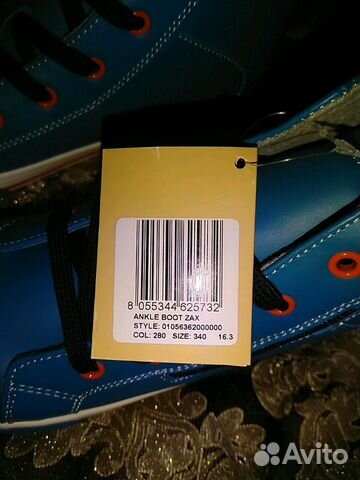 8 055344 625732
ANKLE BOOT ZAX
STYLE: 01056362000000
COL: 280 SIZE: 340 16.3
Avito